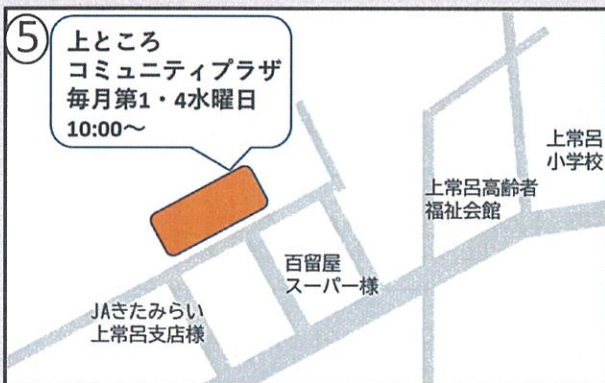 ⑤
上ところ
コミュニティプラザ
毎月第1・4水曜日
10:00～
上常呂
小学校
上常呂高齢者
福祉会館
百留屋
スーパー様
JAきたみらい
上常呂支店様